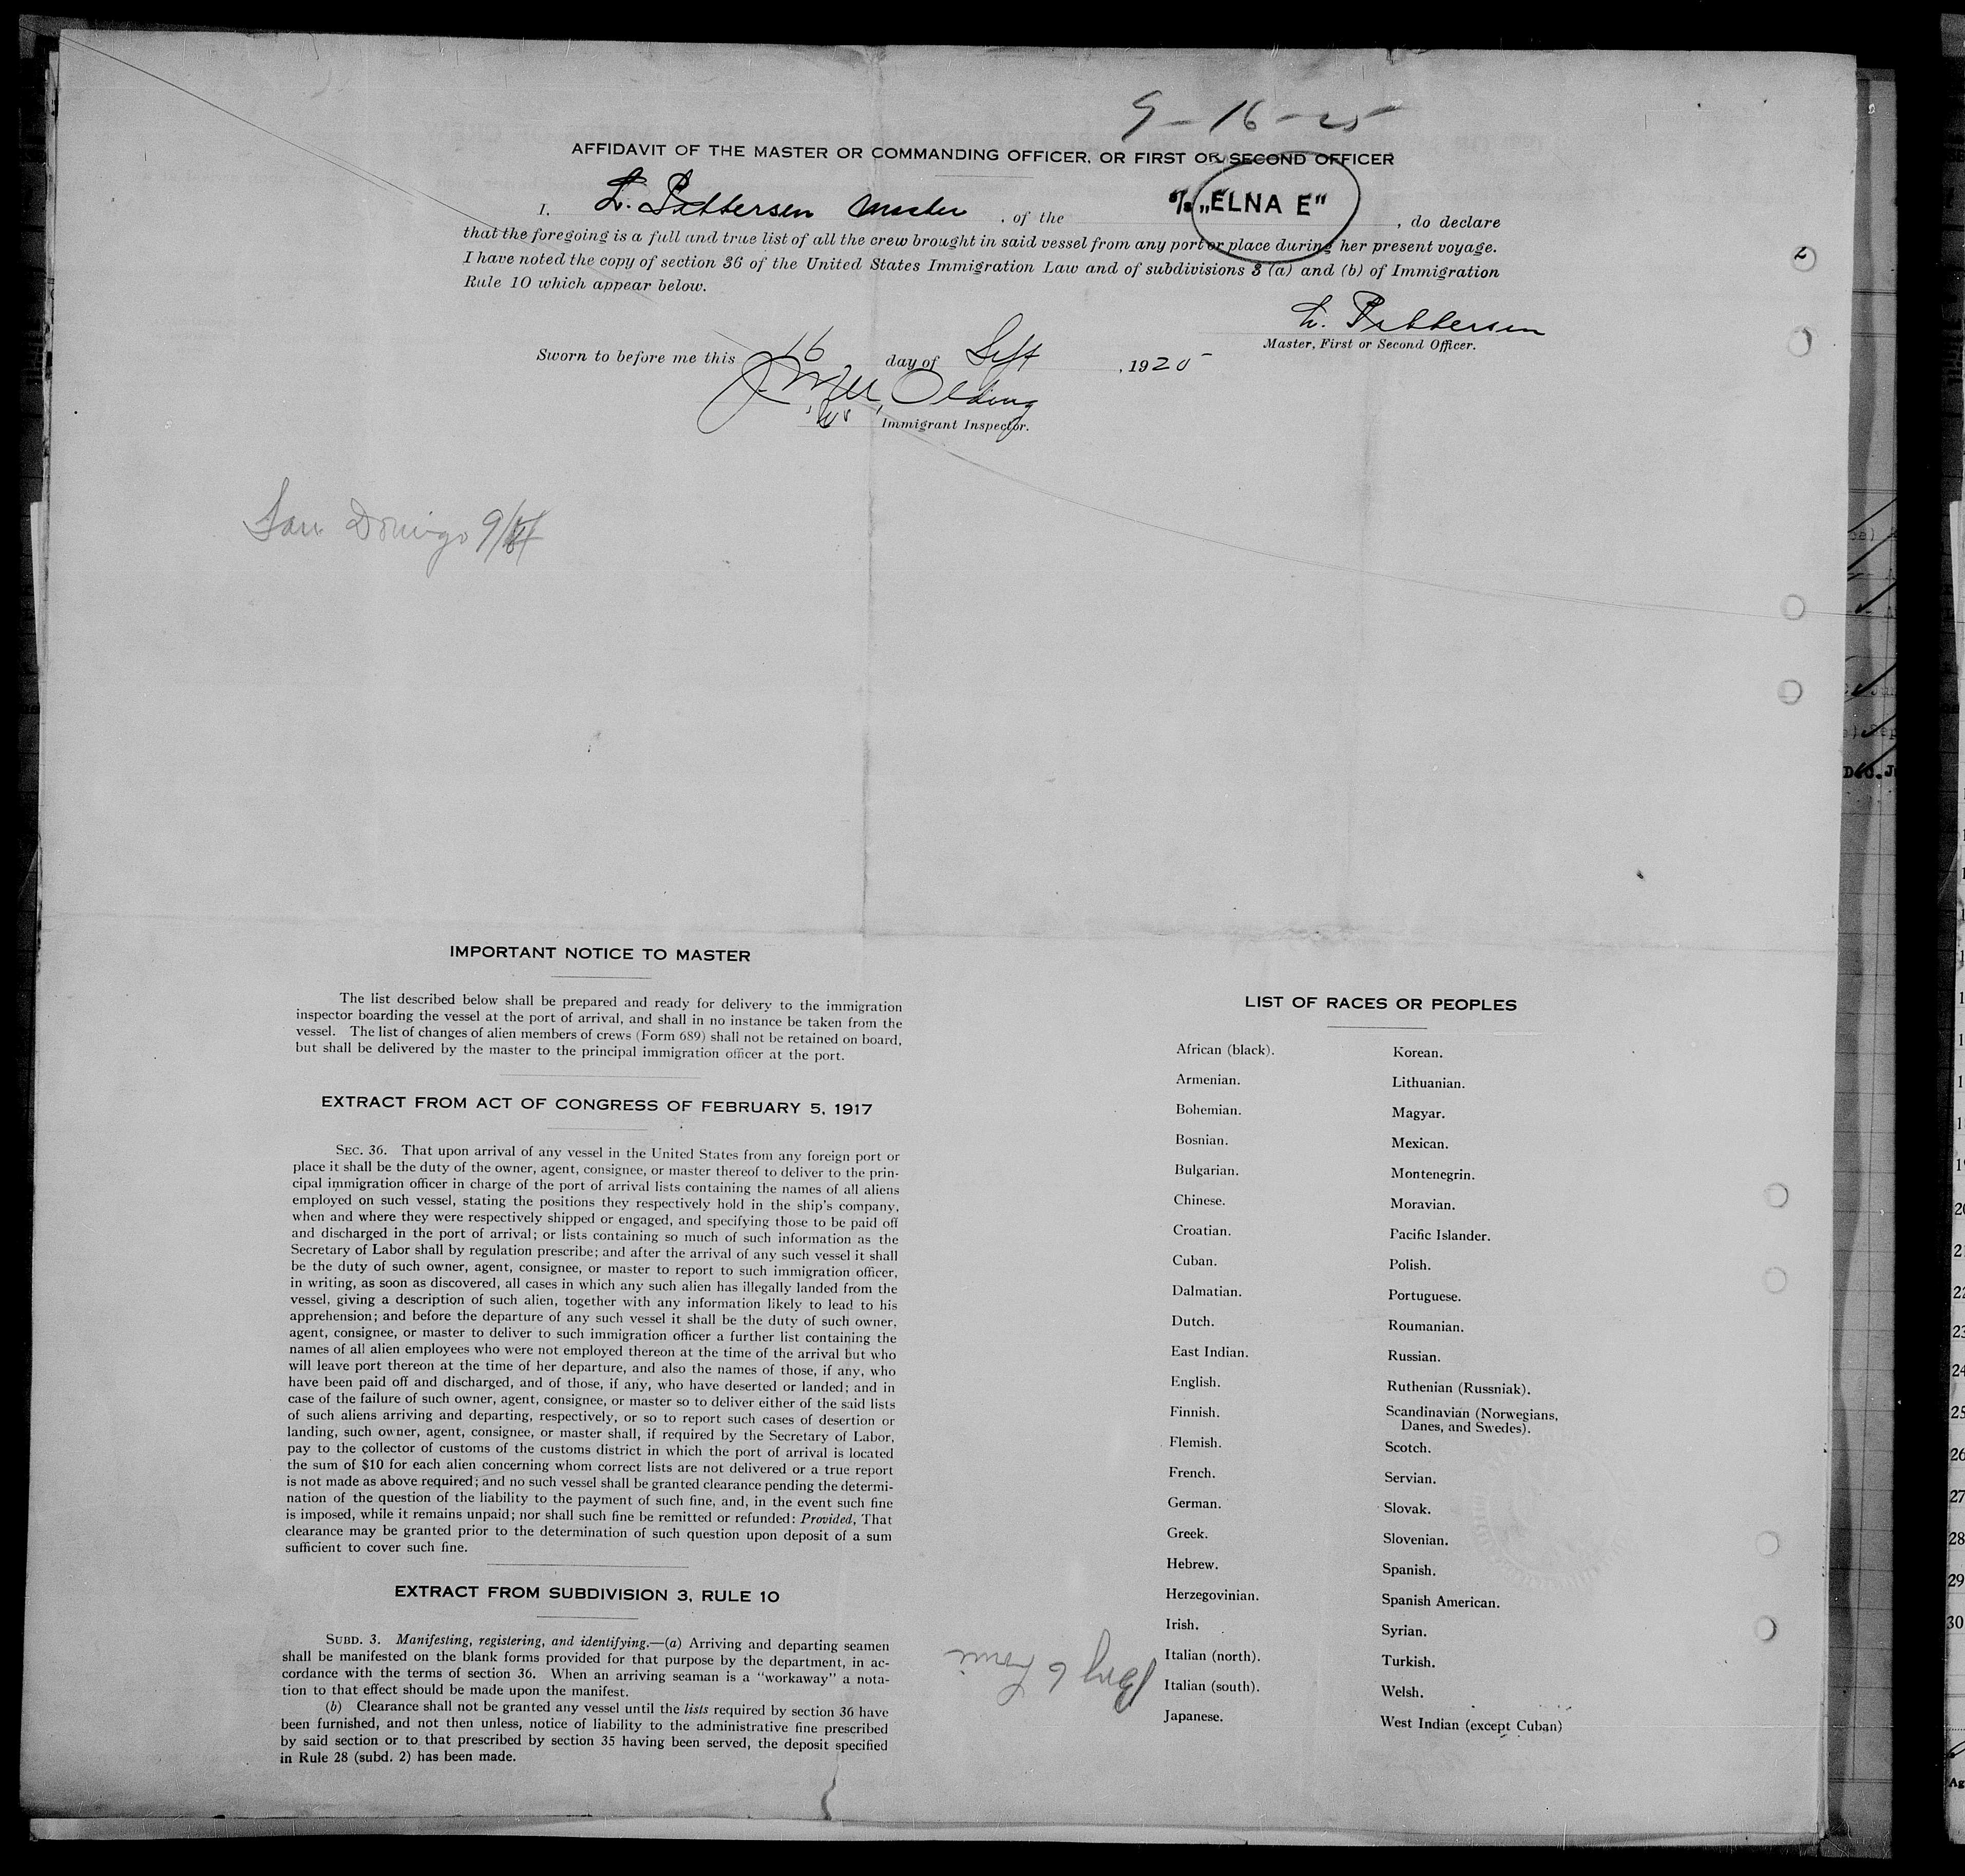 9-16-25
AFFIDAVIT OF THE MASTER OR COMMANDING OFFICER, OR FIRST OR SECOND OFFICER
I, L. Pettersen Master, of the S/S „ELNA E", do declare
that the foregoing is a full and true list of all the crew brought in said vessel from any port or place during her present voyage.
I have noted the copy of section 36 of the United States Immigration Law and of subdivisions 3 (a) and (b) of Immigration
Rule 10 which appear below.
L. Pettersen
Master, First or Second Officer.
Sworn to before me this 16 day of Sept, 1925
Olding
Immigrant Inspector.
San Domingo 9/
IMPORTANT NOTICE TO MASTER
The list described below shall be prepared and ready for delivery to the immigration
inspector boarding the vessel at the port of arrival, and shall in no instance be taken from the
vessel. The list of changes of alien members of crews (Form 689) shall not be retained on board,
but shall be delivered by the master to the principal immigration officer at the port.
EXTRACT FROM ACT OF CONGRESS OF FEBRUARY 5, 1917
SEC. 36. That upon arrival of any vessel in the United States from any foreign port or
place it shall be the duty of the owner, agent, consignee, or master thereof to deliver to the prin-
cipal immigration officer in charge of the port of arrival lists containing the names of all aliens
employed on such vessel, stating the positions they respectively hold in the ship's company,
when and where they were respectively shipped or engaged, and specifying those to be paid off
and discharged in the port of arrival; or lists containing so much of such information as the
Secretary of Labor shall by regulation prescribe; and after the arrival of any such vessel it shall
be the duty of such owner, agent, consignee, or master to report to such immigration officer,
in writing, as soon as discovered, all cases in which any such alien has illegally landed from the
vessel, giving a description of such alien, together with any information likely to lead to his
apprehension; and before the departure of any such vessel it shall be the duty of such owner,
agent, consignee, or master to deliver to such immigration officer a further list containing the
names of all alien employees who were not employed thereon at the time of the arrival but who
will leave port thereon at the time of her departure, and also the names of those, if any, who
have been paid off and discharged, and of those, if any, who have deserted or landed; and in
case of the failure of such owner, agent, consignee, or master so to deliver either of the said lists
of such aliens arriving and departing, respectively, or so to report such cases of desertion or
landing, such owner, agent, consignee, or master shall, if required by the Secretary of Labor,
pay to the collector of customs of the customs district in which the port of arrival is located
the sum of $10 for each alien concerning whom correct lists are not delivered or a true report
is not made as above required; and no such vessel shall be granted clearance pending the determi-
nation of the question of the liability to the payment of such fine, and, in the event such fine
is imposed, while it remains unpaid; nor shall such fine be remitted or refunded: Provided, That
clearance may be granted prior to the determination of such question upon deposit of a sum
sufficient to cover such fine.
EXTRACT FROM SUBDIVISION 3, RULE 10
SUBD. 3. Manifesting, registering, and identifying.—(a) Arriving and departing seamen
shall be manifested on the blank forms provided for that purpose by the department, in ac-
cordance with the terms of section 36. When an arriving seaman is a "workaway" a nota-
tion to that effect should be made upon the manifest.
(b) Clearance shall not be granted any vessel until the lists required by section 36 have
been furnished, and not then unless, notice of liability to the administrative fine prescribed
by said section or to that prescribed by section 35 having been served, the deposit specified
in Rule 28 (subd. 2) has been made.
LIST OF RACES OR PEOPLES
African (black).
Armenian.
Bohemian.
Bosnian.
Bulgarian.
Chinese.
Croatian.
Cuban.
Dalmatian.
Dutch.
East Indian.
English.
Finnish.
Flemish.
French.
German.
Greek.
Hebrew.
Herzegovinian.
Irish.
Italian (north).
Italian (south).
Japanese.
Korean.
Lithuanian.
Magyar.
Mexican.
Montenegrin.
Moravian.
Pacific Islander.
Polish.
Portuguese.
Roumanian.
Russian.
Ruthenian (Russniak).
Scandinavian (Norwegians,
Danes, and Swedes).
Scotch.
Servian.
Slovak.
Slovenian.
Spanish.
Spanish American.
Syrian.
Turkish.
Welsh.
West Indian (except Cuban)